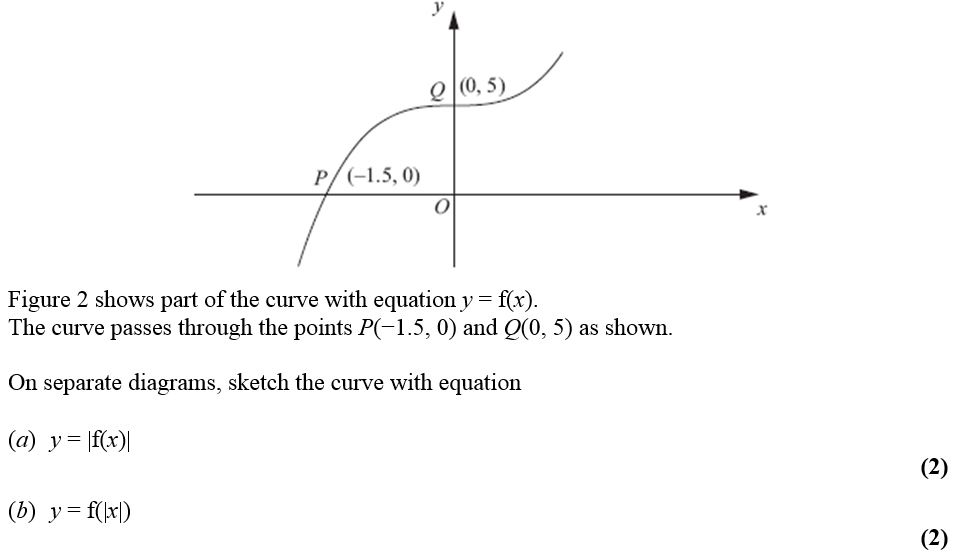 y
Q (0, 5)
P (−1.5, 0)
O
x
Figure 2 shows part of the curve with equation y = f(x).
The curve passes through the points P(−1.5, 0) and Q(0, 5) as shown.
On separate diagrams, sketch the curve with equation
(a) y = |f(x)|
(2)
(b) y = f(|x|)
(2)